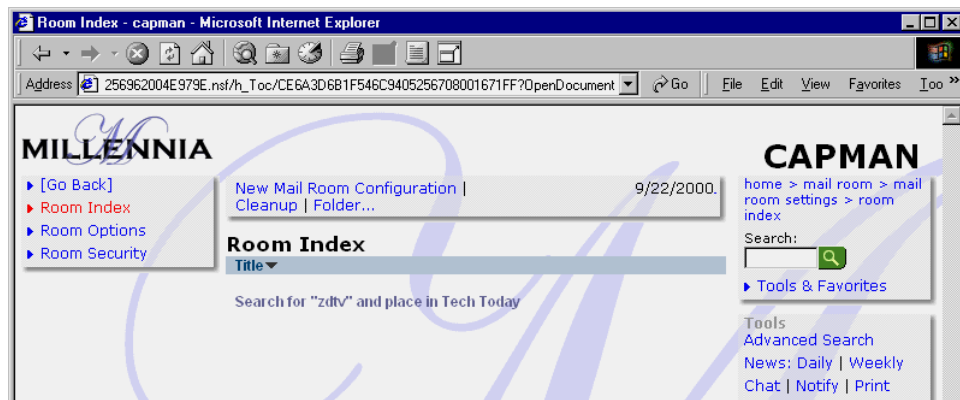 Room Index - capman - Microsoft Internet Explorer
Address 256962004E979E.nsf/h_Toc/CE6A3D6B1F546C9405256708001671FF?OpenDocument Go File Edit View Favorites Too »
MILLENNIA
CAPMAN
[Go Back]
Room Index
Room Options
Room Security
New Mail Room Configuration |
Cleanup | Folder...
9/22/2000.
Room Index
Title
Search for "zdtv" and place in Tech Today
home > mail room > mail
room settings > room
index
Search:
Tools & Favorites
Tools
Advanced Search
News: Daily | Weekly
Chat | Notify | Print